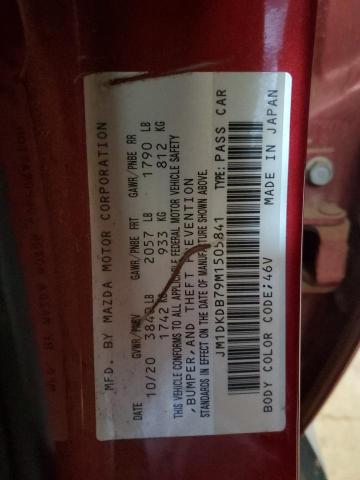 MFD. BY MAZDA MOTOR CORPORATION
DATE GVWR/PNBV GAWR/PNBE FRT GAWR/PNBE RR
10/20 3840 LB 2057 LB 1790 LB
1742 KG 933 KG 812 KG
THIS VEHICLE CONFORMS TO ALL APPLICABLE FEDERAL MOTOR VEHICLE SAFETY
,BUMPER,AND THEFT PREVENTION
STANDARDS IN EFFECT ON THE DATE OF MANUFACTURE SHOWN ABOVE.
JM1DKDB79M1505841 TYPE: PASS CAR
BODY COLOR CODE;46V MADE IN JAPAN